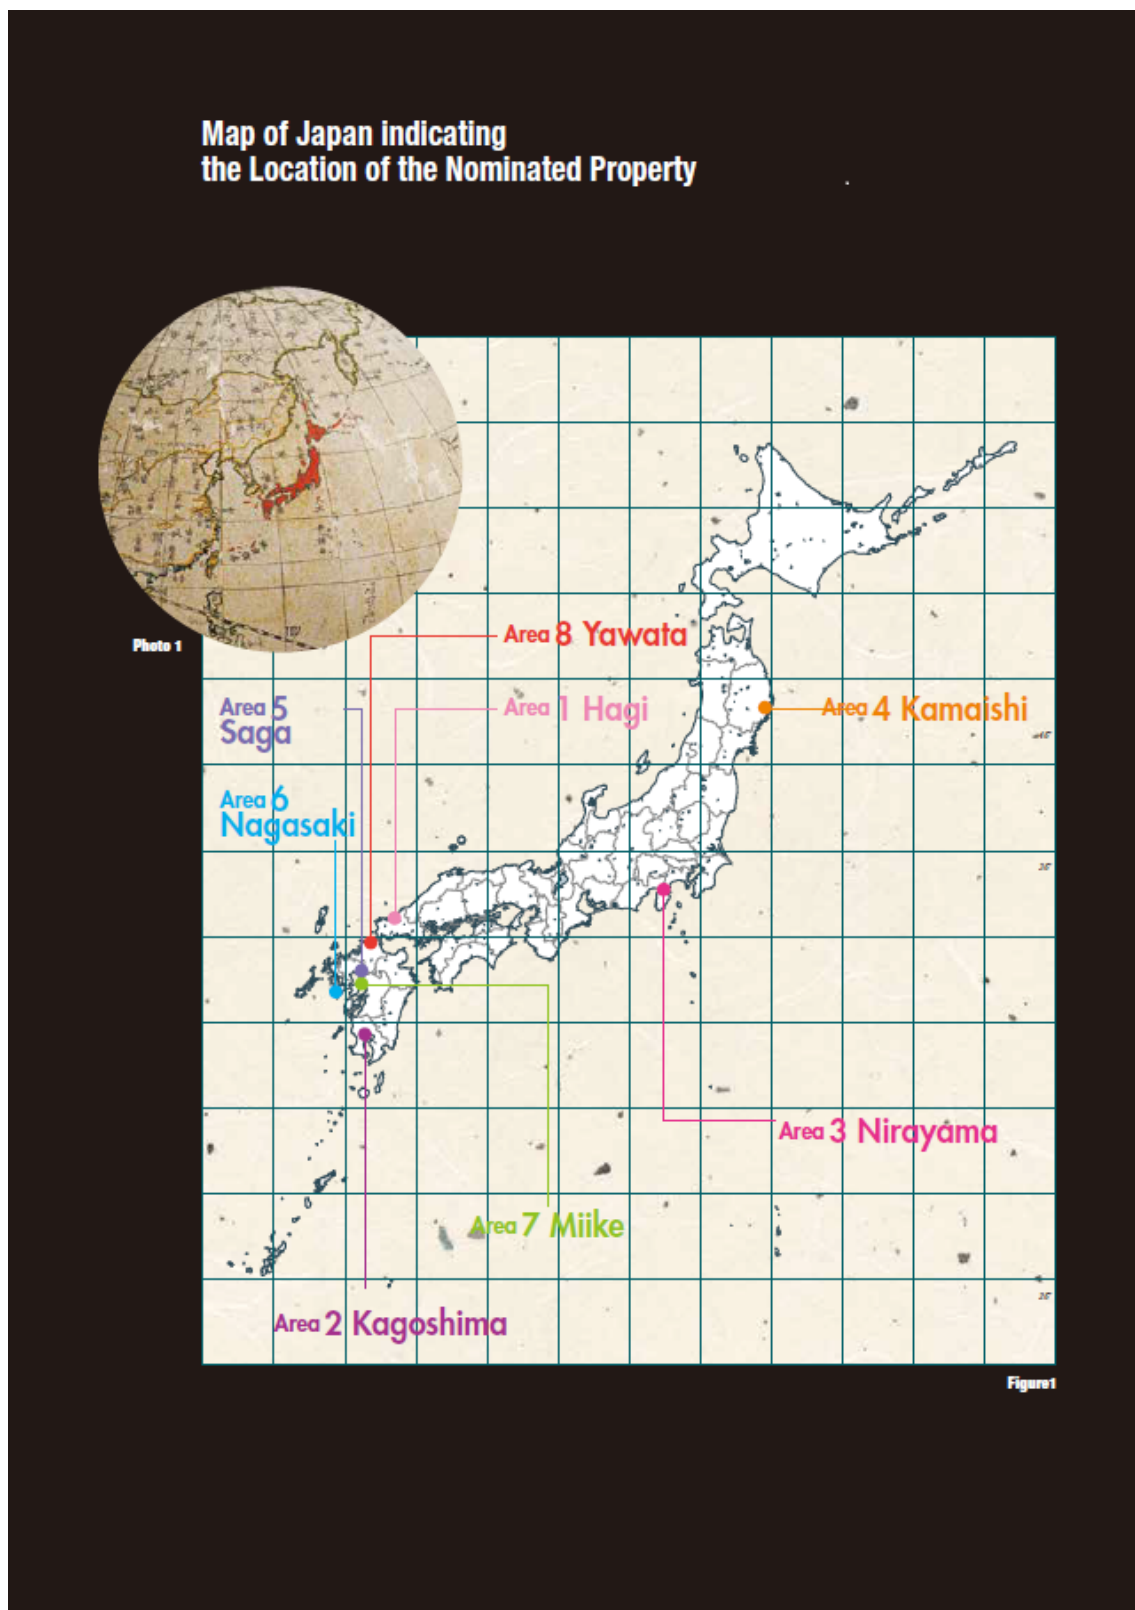 Map of Japan indicating
the Location of the Nominated Property
Photo 1
Area 8 Yawata
Area 5
Saga
Area 1 Hagi
Area 4 Kamaishi
Area 6
Nagasaki
Area 3 Nirayama
Area 7 Miike
Area 2 Kagoshima
Figure1